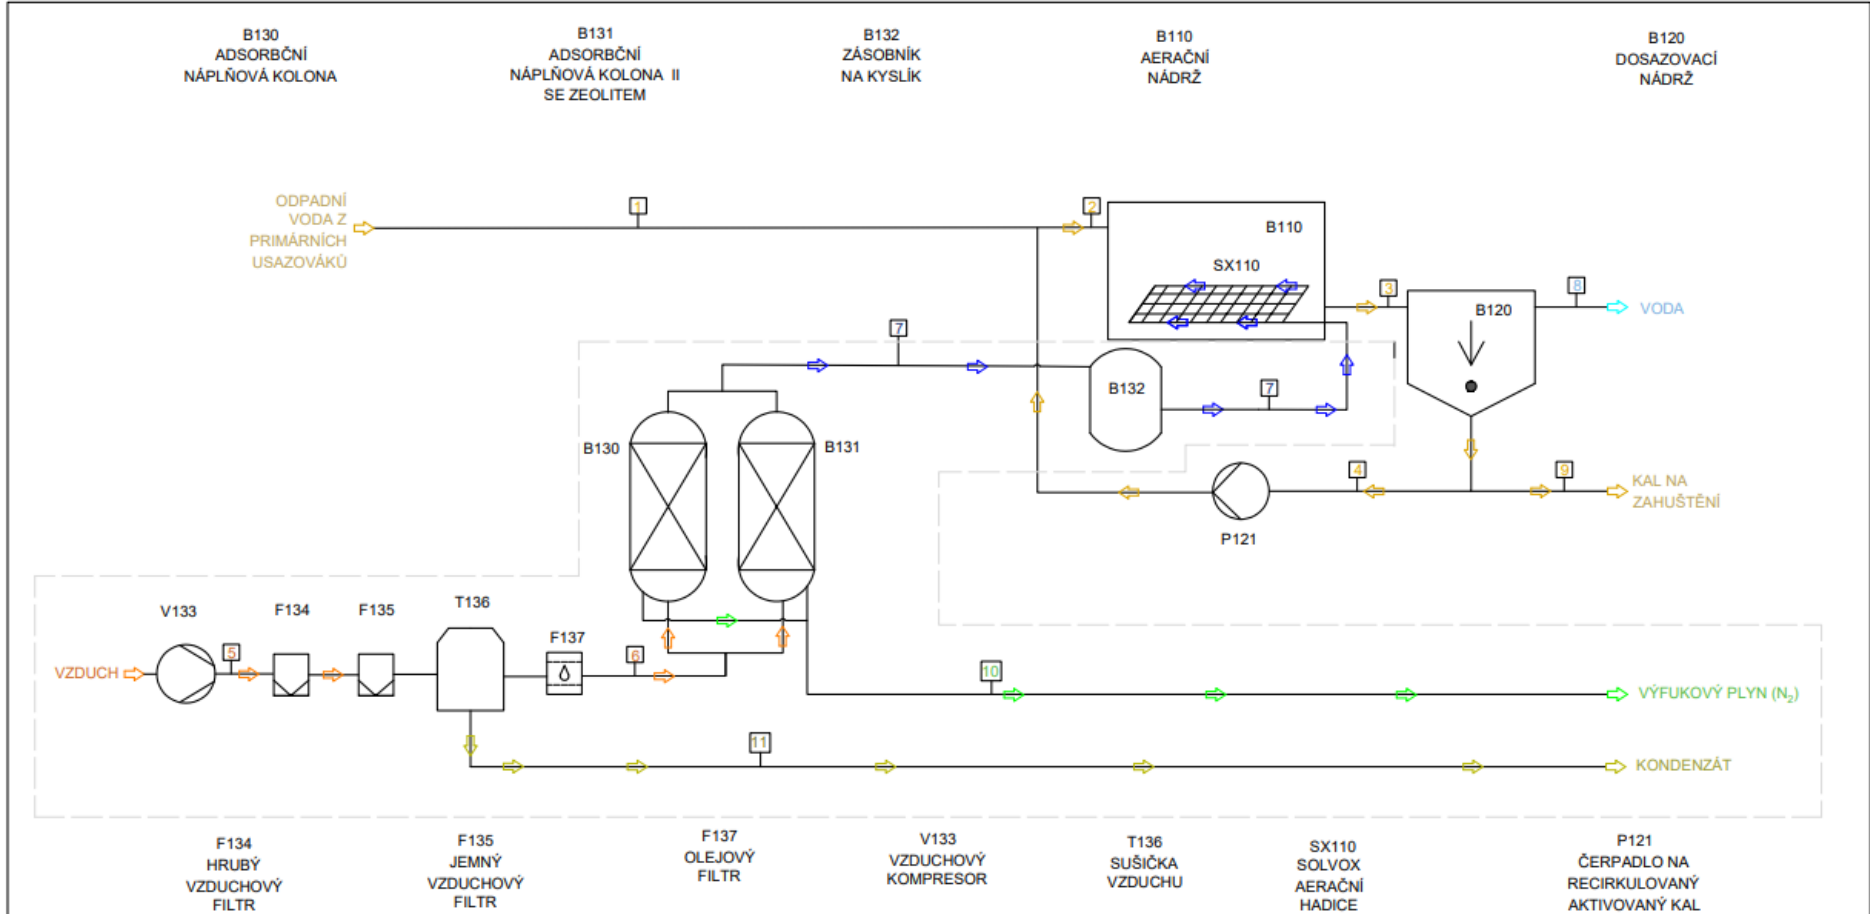 B130
ADSORBČNÍ
NÁPLŇOVÁ KOLONA
B131
ADSORBČNÍ
NÁPLŇOVÁ KOLONA II
SE ZEOLITEM
B132
ZÁSOBNÍK
NA KYSLÍK
B110
AERAČNÍ
NÁDRŽ
B120
DOSAZOVACÍ
NÁDRŽ
ODPADNÍ
VODA Z
PRIMÁRNÍCH
USAZOVÁKŮ
1
2
B110
SX110
3
B120
8
VODA
7
B132
7
B130
B131
4
9
KAL NA
ZAHUŠTĚNÍ
P121
V133
F134
F135
T136
F137
VZDUCH
5
6
10
VÝFUKOVÝ PLYN (N₂)
11
KONDENZÁT
F134
HRUBÝ
VZDUCHOVÝ
FILTR
F135
JEMNÝ
VZDUCHOVÝ
FILTR
F137
OLEJOVÝ
FILTR
V133
VZDUCHOVÝ
KOMPRESOR
T136
SUŠIČKA
VZDUCHU
SX110
SOLVOX
AERAČNÍ
HADICE
P121
ČERPADLO NA
RECIRKULOVANÝ
AKTIVOVANÝ KAL